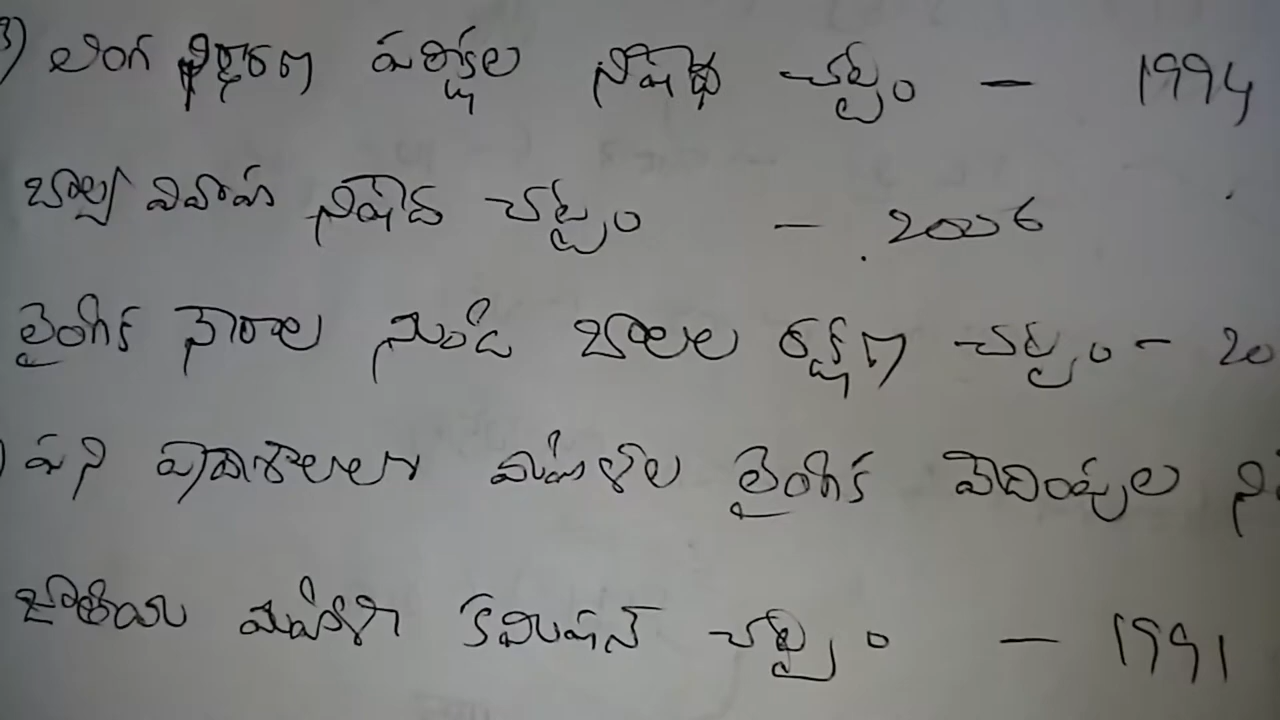 3) లింగ నిర్ధారణ పరీక్షల నిషేధ చట్టం - 1994
బాల్య వివాహ నిషేద చట్టం - 2006
లైంగిక నేరాల నుండి బాలల రక్షణ చట్టం - 20
) పని ప్రదేశాలలో మహిళల లైంగిక వేదింపుల ని
జాతీయ మహిళా కమిషన్ చట్టం - 1991